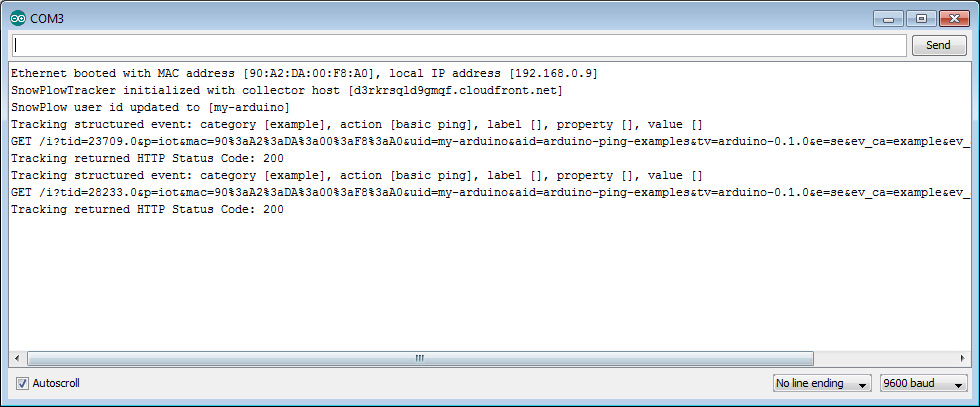 COM3
Send
Ethernet booted with MAC address [90:A2:DA:00:F8:A0], local IP address [192.168.0.9]
SnowPlowTracker initialized with collector host [d3rkrsqld9gmqf.cloudfront.net]
SnowPlow user id updated to [my-arduino]
Tracking structured event: category [example], action [basic ping], label [], property [], value []
GET /i?tid=23709.0&p=iot&mac=90%3aA2%3aDA%3a00%3aF8%3aA0&uid=my-arduino&aid=arduino-ping-examples&tv=arduino-0.1.0&e=se&ev_ca=example&ev_
Tracking returned HTTP Status Code: 200
Tracking structured event: category [example], action [basic ping], label [], property [], value []
GET /i?tid=28233.0&p=iot&mac=90%3aA2%3aDA%3a00%3aF8%3aA0&uid=my-arduino&aid=arduino-ping-examples&tv=arduino-0.1.0&e=se&ev_ca=example&ev_
Tracking returned HTTP Status Code: 200
Autoscroll
No line ending
9600 baud